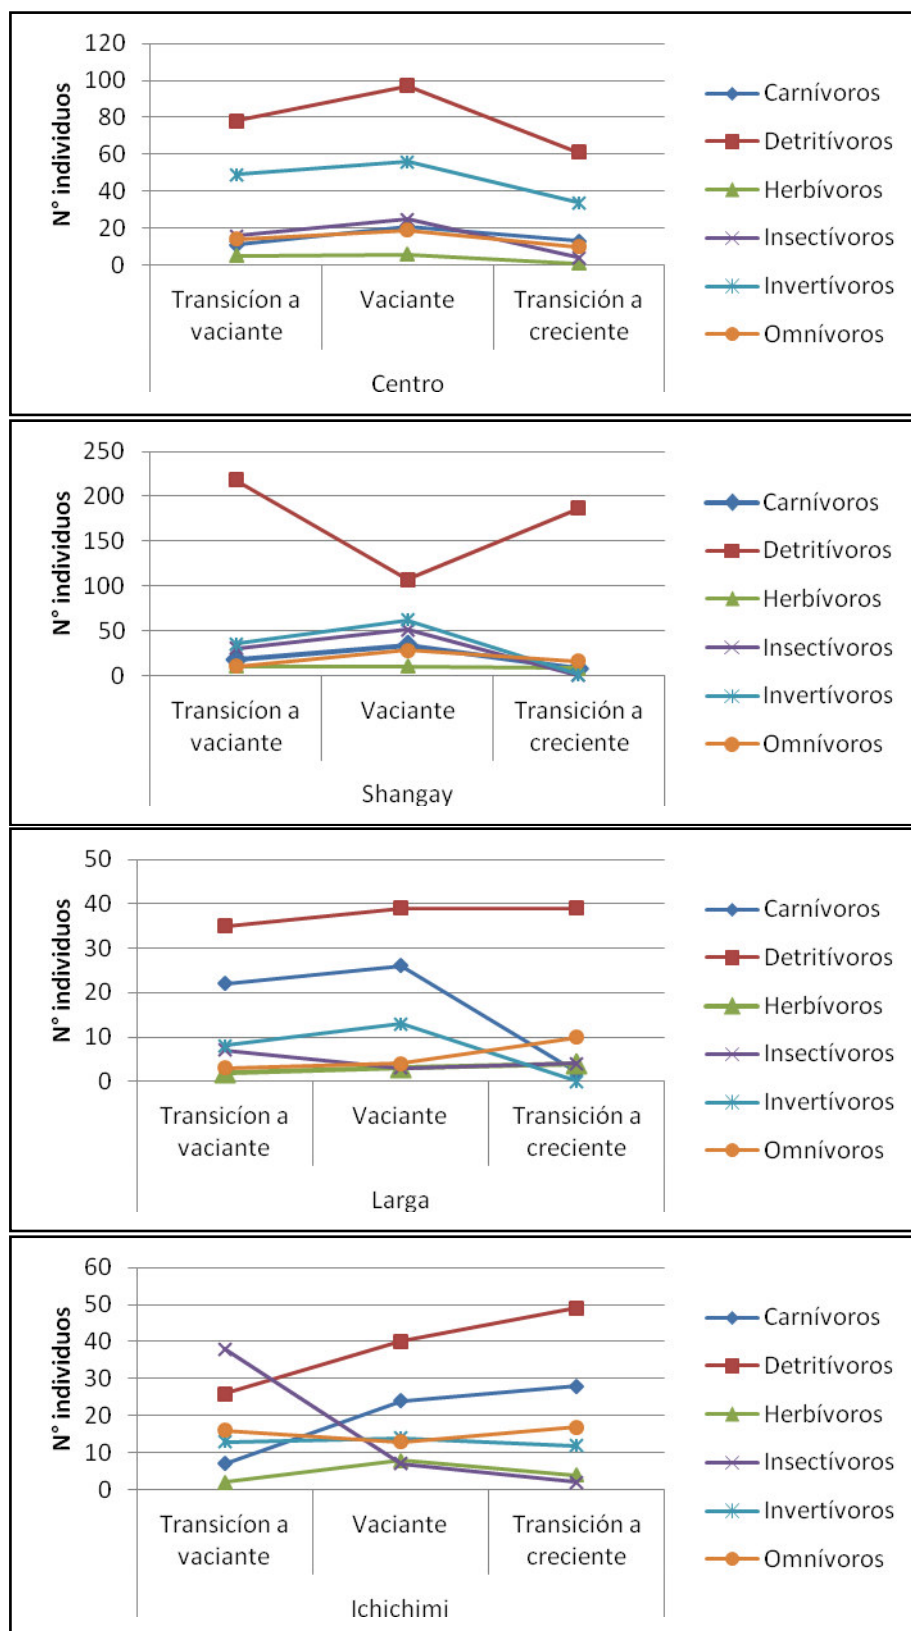 120
100
80
60
40
20
0
N° individuos
Transicíon a
vaciante
Vaciante
Transición a
creciente
Centro
Carnívoros
Detritívoros
Herbívoros
Insectívoros
Invertívoros
Omnívoros
250
200
150
100
50
0
N° individuos
Transicíon a
vaciante
Vaciante
Transición a
creciente
Shangay
Carnívoros
Detritívoros
Herbívoros
Insectívoros
Invertívoros
Omnívoros
50
40
30
20
10
0
N° individuos
Transicíon a
vaciante
Vaciante
Transición a
creciente
Larga
Carnívoros
Detritívoros
Herbívoros
Insectívoros
Invertívoros
Omnívoros
60
50
40
30
20
10
0
N° individuos
Transicíon a
vaciante
Vaciante
Transición a
creciente
Ichichimi
Carnívoros
Detritívoros
Herbívoros
Insectívoros
Invertívoros
Omnívoros